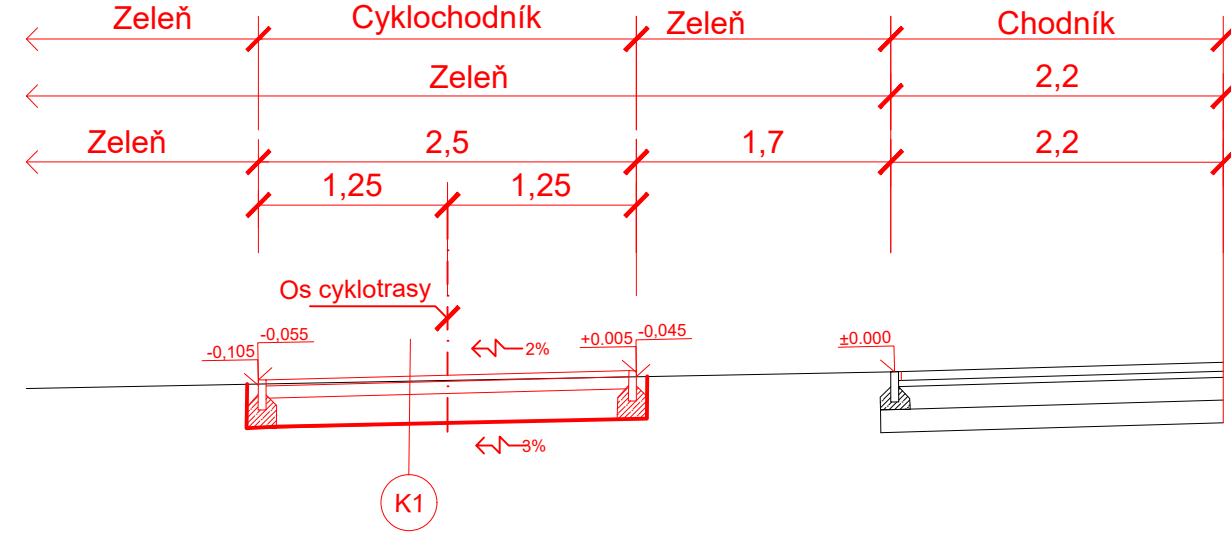 Zeleň Cyklochodník Zeleň Chodník
Zeleň 2,2
Zeleň 2,5 1,7 2,2
1,25 1,25
Os cyklotrasy
-0,105 -0,055 2% +0.005 -0,045 ±0.000
3%
K1